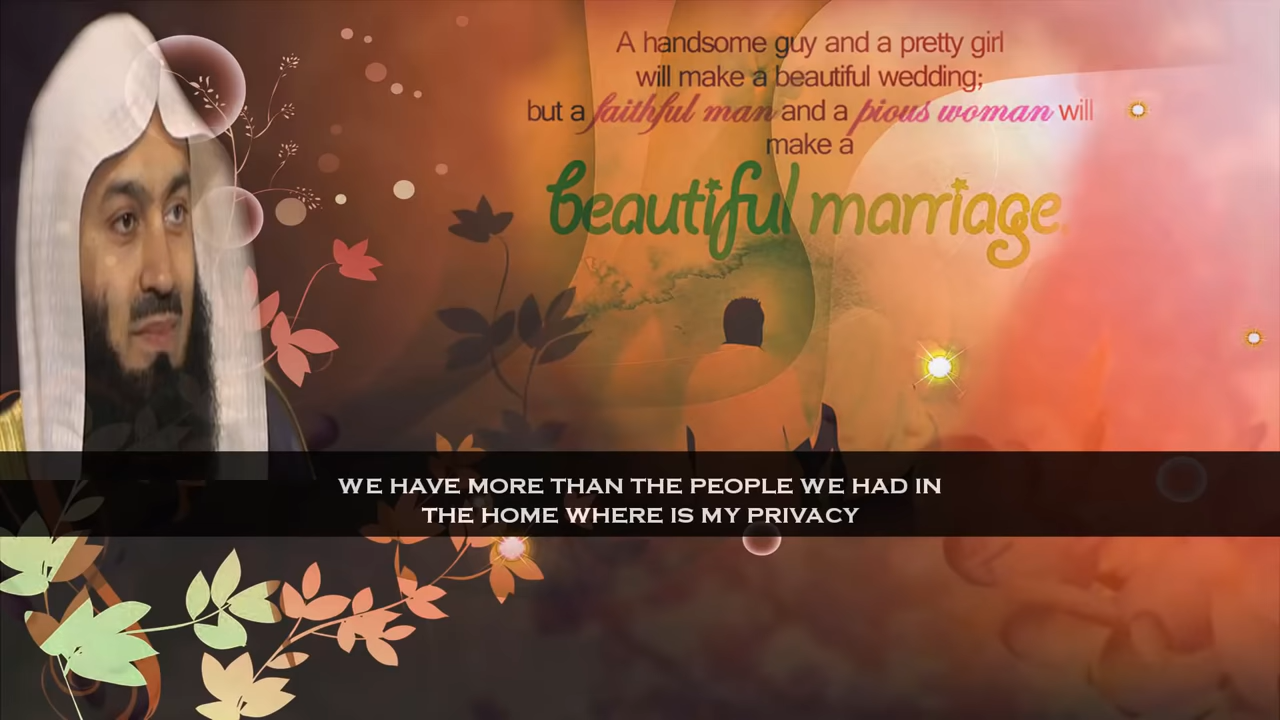 A handsome guy and a pretty girl
will make a beautiful wedding;
but a faithful man and a pious woman will
make a
beautiful marriage.
WE HAVE MORE THAN THE PEOPLE WE HAD IN
THE HOME WHERE IS MY PRIVACY